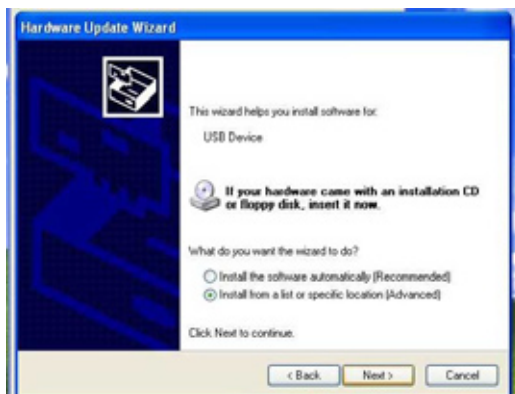 Hardware Update Wizard
This wizard helps you install software for:
USB Device
If your hardware came with an installation CD
or floppy disk, insert it now.
What do you want the wizard to do?
Install the software automatically (Recommended)
Install from a list or specific location (Advanced)
Click Next to continue.
< Back Next > Cancel